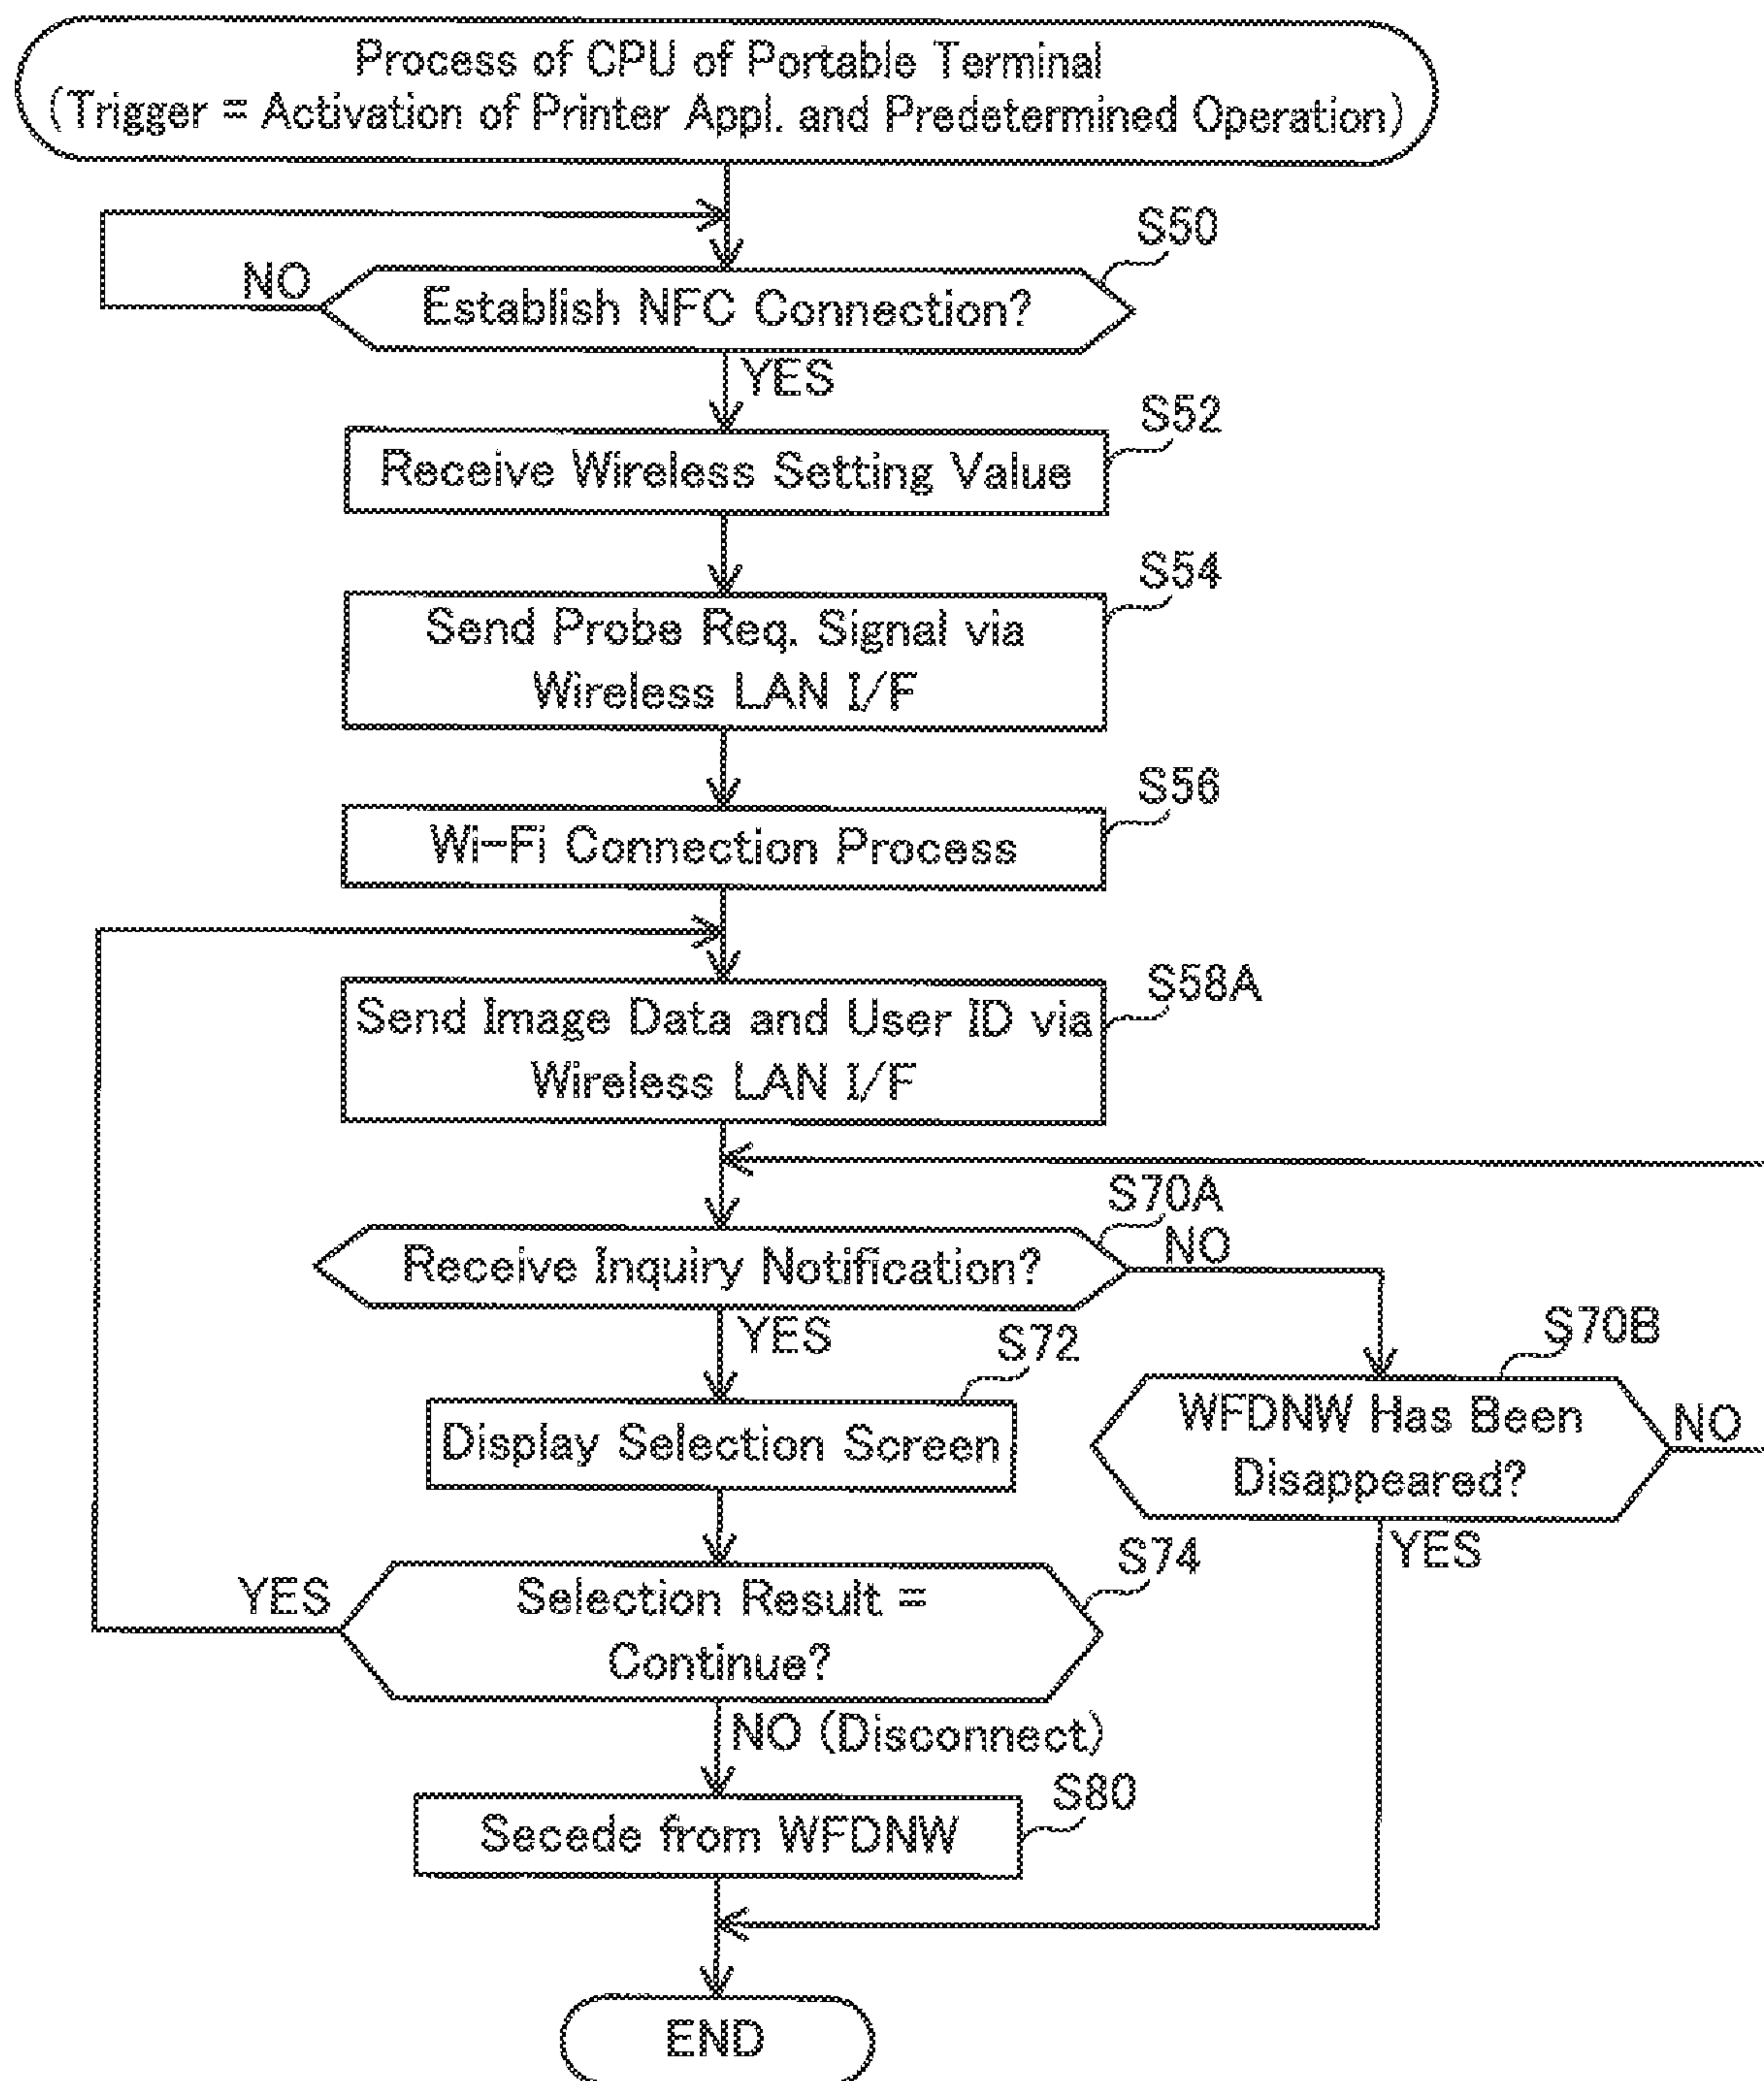 Process of CPU of Portable Terminal
(Trigger = Activation of Printer Appl. and Predetermined Operation)
S50
NO
Establish NFC Connection?
YES
S52
Receive Wireless Setting Value
S54
Send Probe Req. Signal via
Wireless LAN I/F
S56
Wi-Fi Connection Process
S58A
Send Image Data and User ID via
Wireless LAN I/F
S70A
Receive Inquiry Notification?
NO
YES
S72
S70B
Display Selection Screen
WFDNW Has Been
Disappeared?
NO
YES
S74
YES
Selection Result =
Continue?
NO (Disconnect)
S80
Secede from WFDNW
END